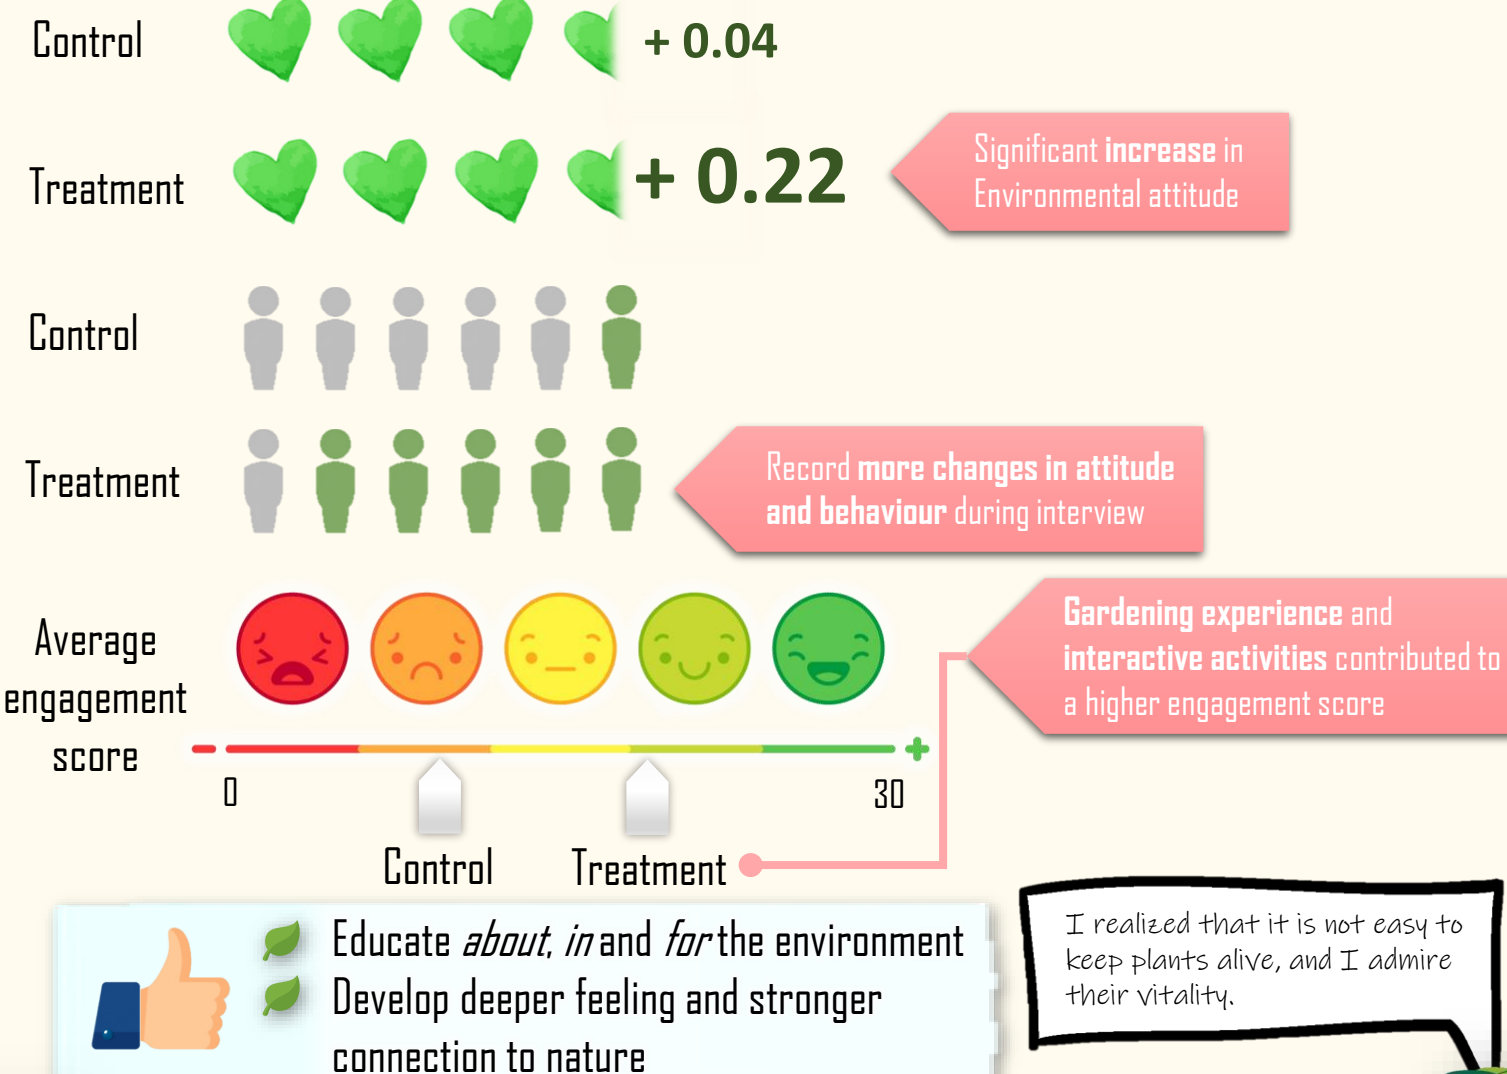 Control
+ 0.04
Treatment
+ 0.22
Significant increase in
Environmental attitude
Control
Treatment
Record more changes in attitude
and behaviour during interview
Average
engagement
score
0
30
Control
Treatment
Gardening experience and
interactive activities contributed to
a higher engagement score
Educate about, in and for the environment
Develop deeper feeling and stronger
connection to nature
I realized that it is not easy to
keep plants alive, and I admire
their vitality.